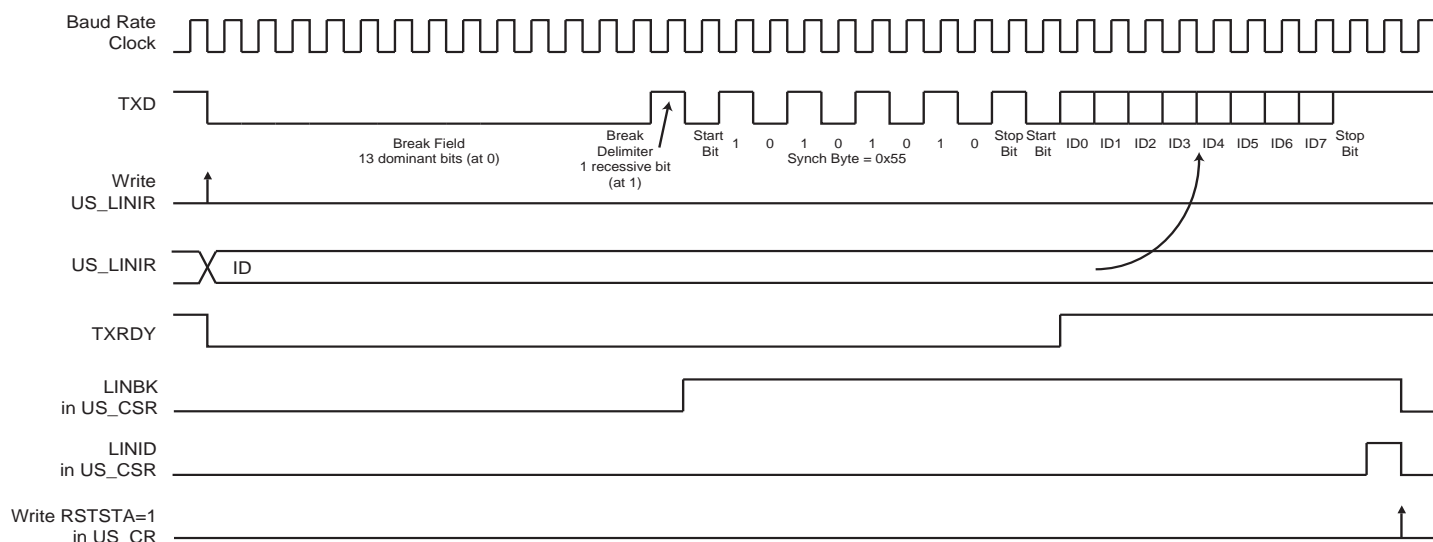 Baud Rate
Clock
TXD
Break Field
13 dominant bits (at 0)
Break
Delimiter
1 recessive bit
(at 1)
Start
Bit
1 0 1 0 1 0 1 0
Synch Byte = 0x55
Stop
Bit
Start
Bit
ID0 ID1 ID2 ID3 ID4 ID5 ID6 ID7
Stop
Bit
Write
US_LINIR
US_LINIR
ID
TXRDY
LINBK
in US_CSR
LINID
in US_CSR
Write RSTSTA=1
in US_CR